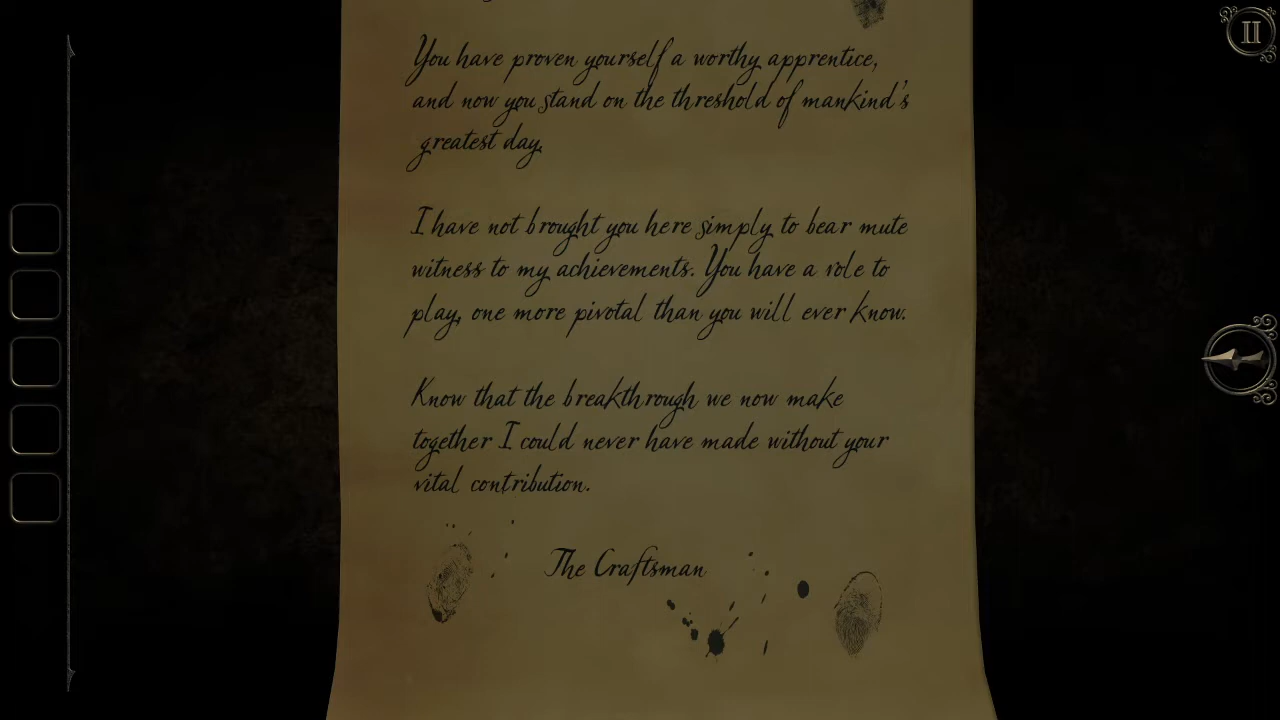 You have proven yourself a worthy apprentice,
and now you stand on the threshold of mankind's
greatest day.
I have not brought you here simply to bear mute
witness to my achievements. You have a role to
play, one more pivotal than you will ever know.
Know that the breakthrough we now make
together I could never have made without your
vital contribution.
The Craftsman